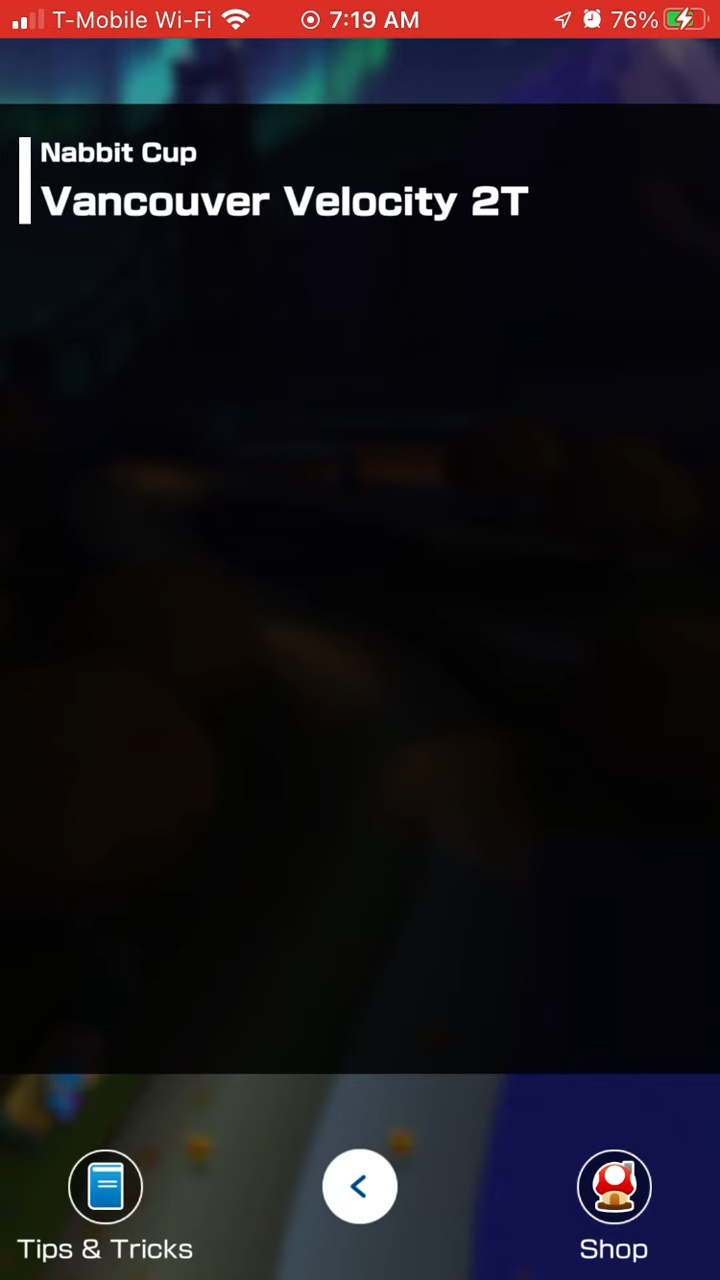 T-Mobile Wi-Fi 7:19 AM 76%
Nabbit Cup
Vancouver Velocity 2T
Tips & Tricks
Shop